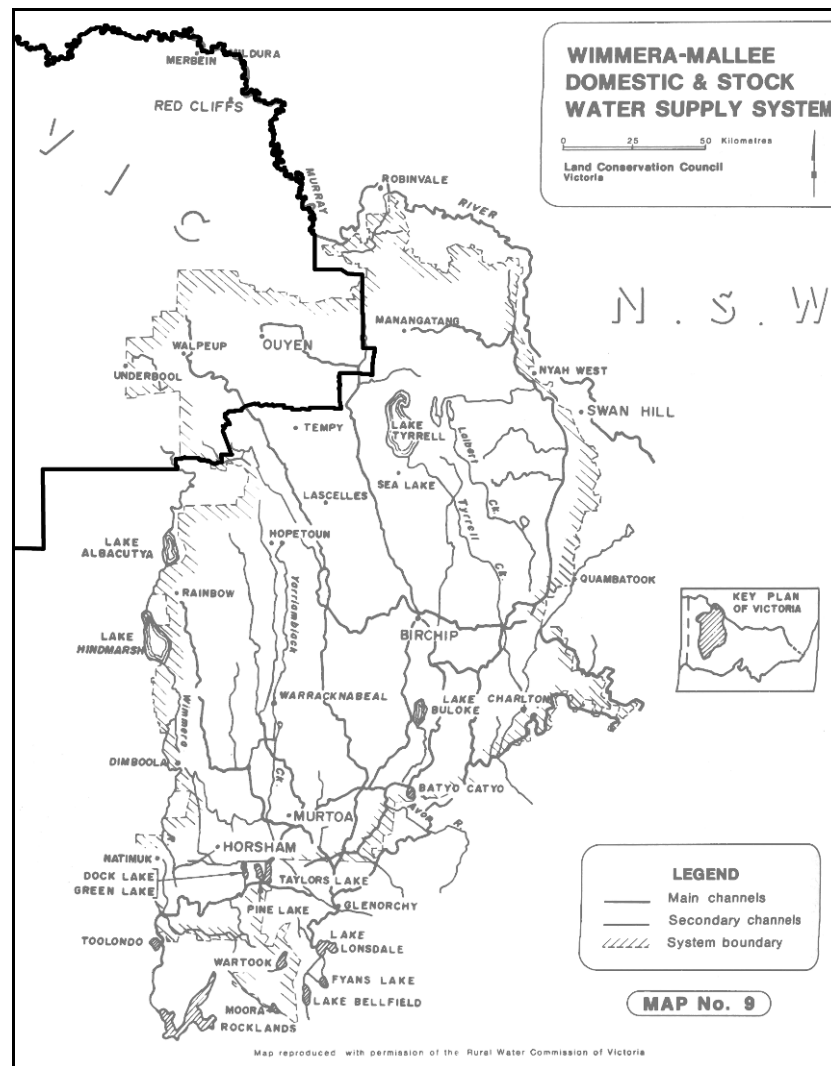 WIMMERA-MALLEE
DOMESTIC & STOCK
WATER SUPPLY SYSTEM
0 25 50 Kilometres
Land Conservation Council
Victoria
MERBEIN
MILDURA
RED CLIFFS
V I C
MURRAY
ROBINVALE
RIVER
N.S.W
MANANGATANG
OUYEN
WALPEUP
UNDERBOOL
NYAH WEST
SWAN HILL
TEMPY
LAKE
TYRRELL
Lalbert
Ck.
SEA LAKE
Tyrrell
Ck.
LASCELLES
HOPETOUN
LAKE
ALBACUTYA
Yarriambiack
QUAMBATOOK
RAINBOW
KEY PLAN
OF VICTORIA
BIRCHIP
LAKE
HINDMARSH
Wimmera
WARRACKNABEAL
LAKE
BULOKE
CHARLTON
DIMBOOLA
Ck.
BATYO CATYO
AVON
R.
MURTOA
R.
HORSHAM
NATIMUK
DOCK LAKE
GREEN LAKE
TAYLORS LAKE
PINE LAKE
GLENORCHY
TOOLONDO
LAKE
LONSDALE
WARTOOK
FYANS LAKE
LAKE BELLFIELD
MOORA
ROCKLANDS
LEGEND
Main channels
Secondary channels
System boundary
MAP No. 9
Map reproduced with permission of the Rural Water Commission of Victoria